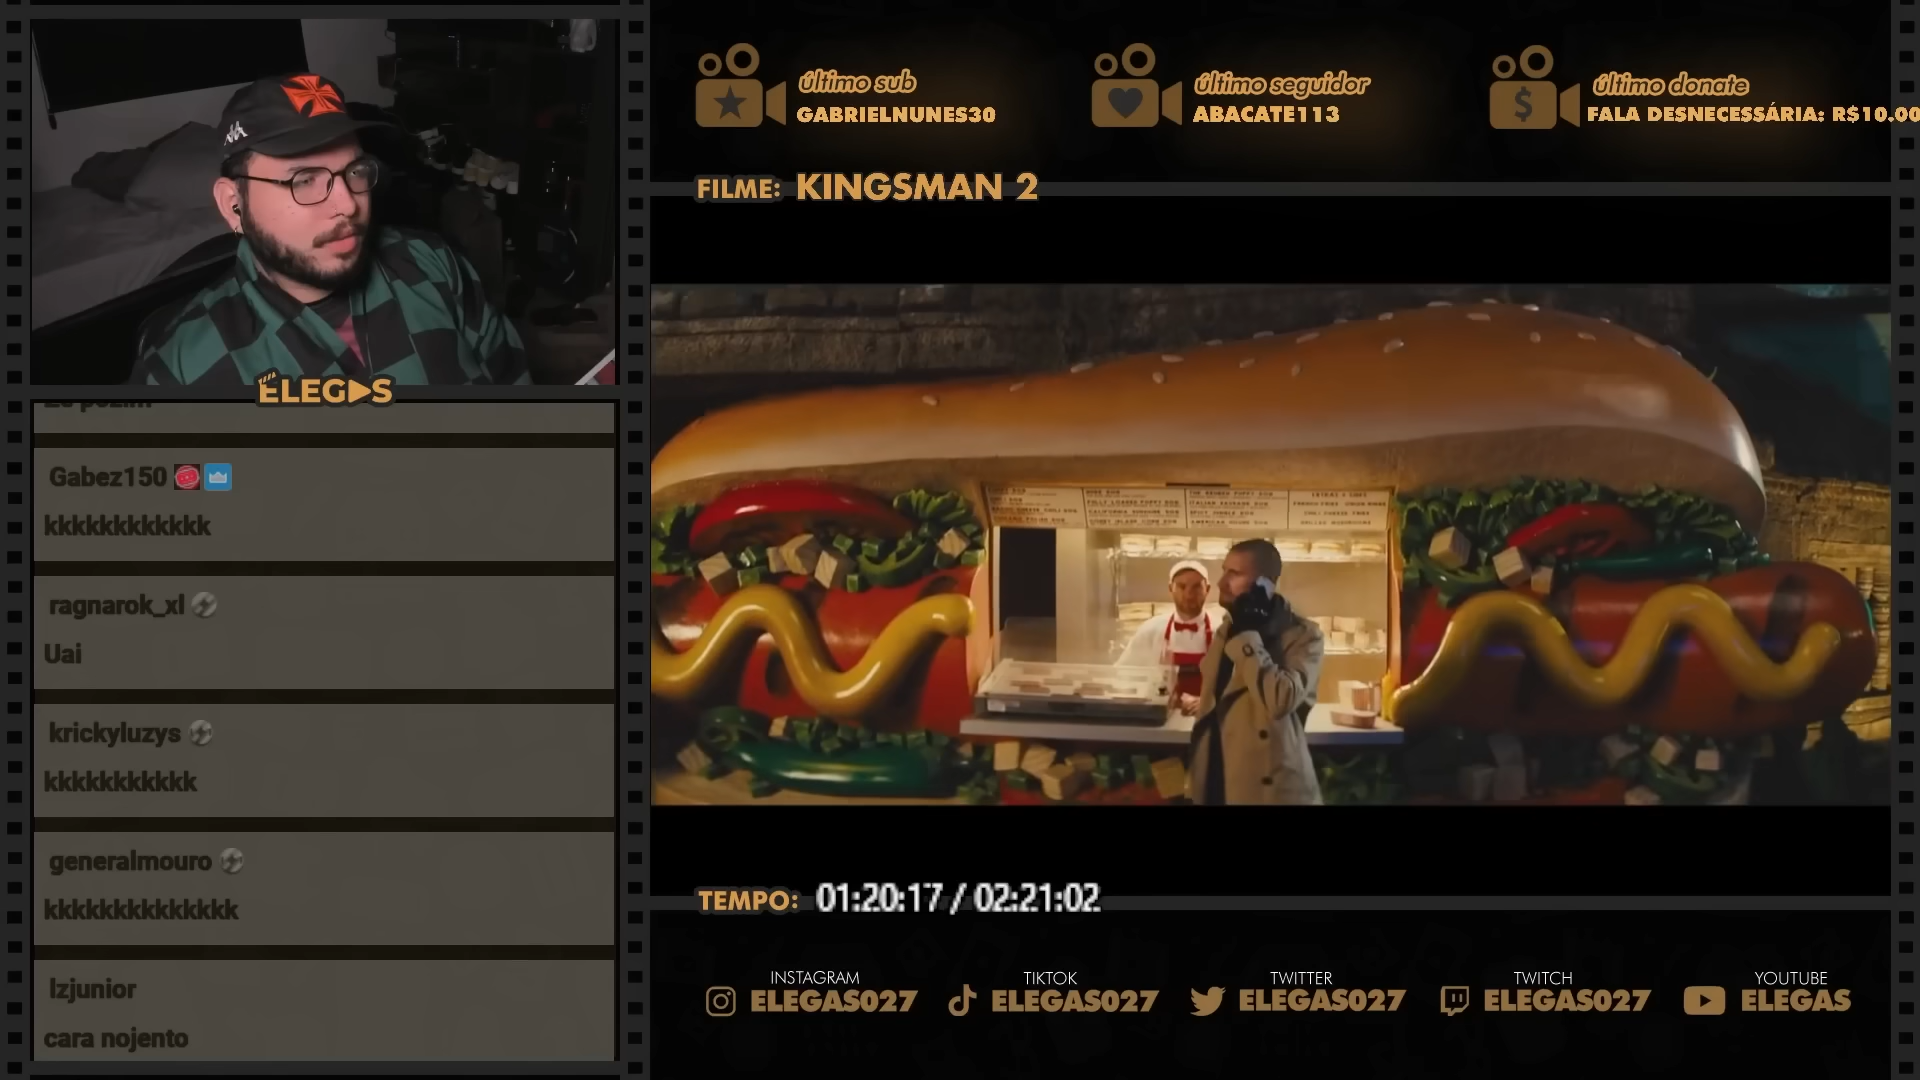 último sub
GABRIELNUNES30
último seguidor
ABACATE113
último donate
FALA DESNECESSÁRIA: R$10.00
FILME: KINGSMAN 2
ELEGAS
Gabez150
kkkkkkkkkkkk
ragnarok_xl
Uai
krickyluzys
kkkkkkkkkkk
generalmouro
kkkkkkkkkkkkkk
lzjunior
cara nojento
TEMPO: 01:20:17 / 02:21:02
INSTAGRAM
ELEGAS027
TIKTOK
ELEGAS027
TWITTER
ELEGAS027
TWITCH
ELEGAS027
YOUTUBE
ELEGAS